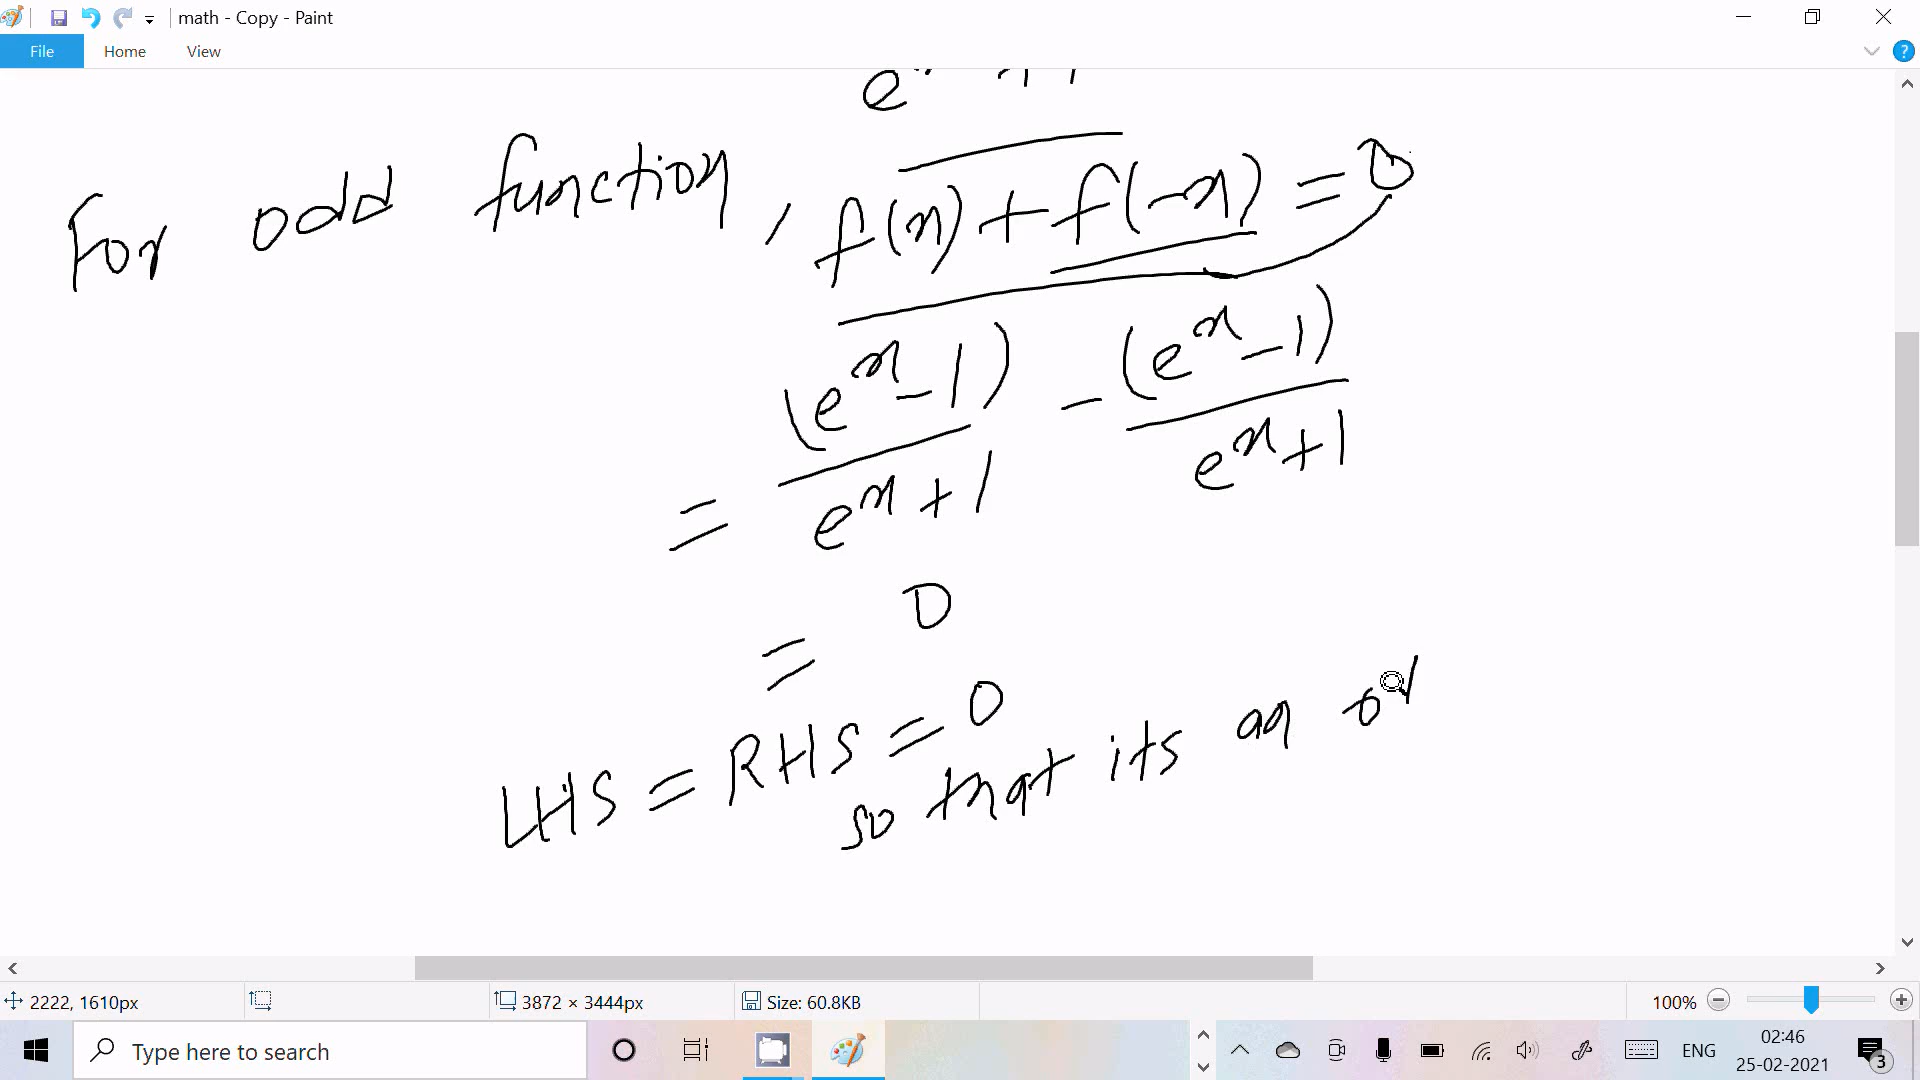 math - Copy - Paint
File Home View
For odd function, f(x) + f(-x) = 0
= (e^x - 1) / e^x + 1 - (e^x - 1) / e^x + 1
= 0
LHS = RHS = 0
so that its an od
2222, 1610px 3872 × 3444px Size: 60.8KB 100%
Type here to search ENG 02:46
25-02-2021 3